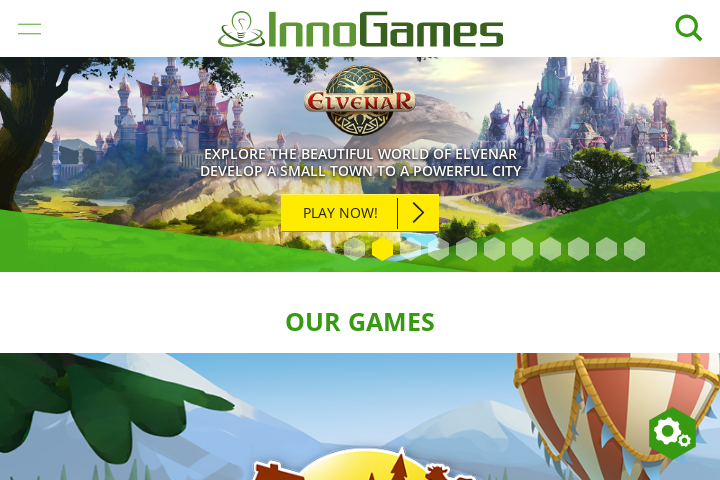 InnoGames
ELVENAR
EXPLORE THE BEAUTIFUL WORLD OF ELVENAR
DEVELOP A SMALL TOWN TO A POWERFUL CITY
PLAY NOW!
OUR GAMES